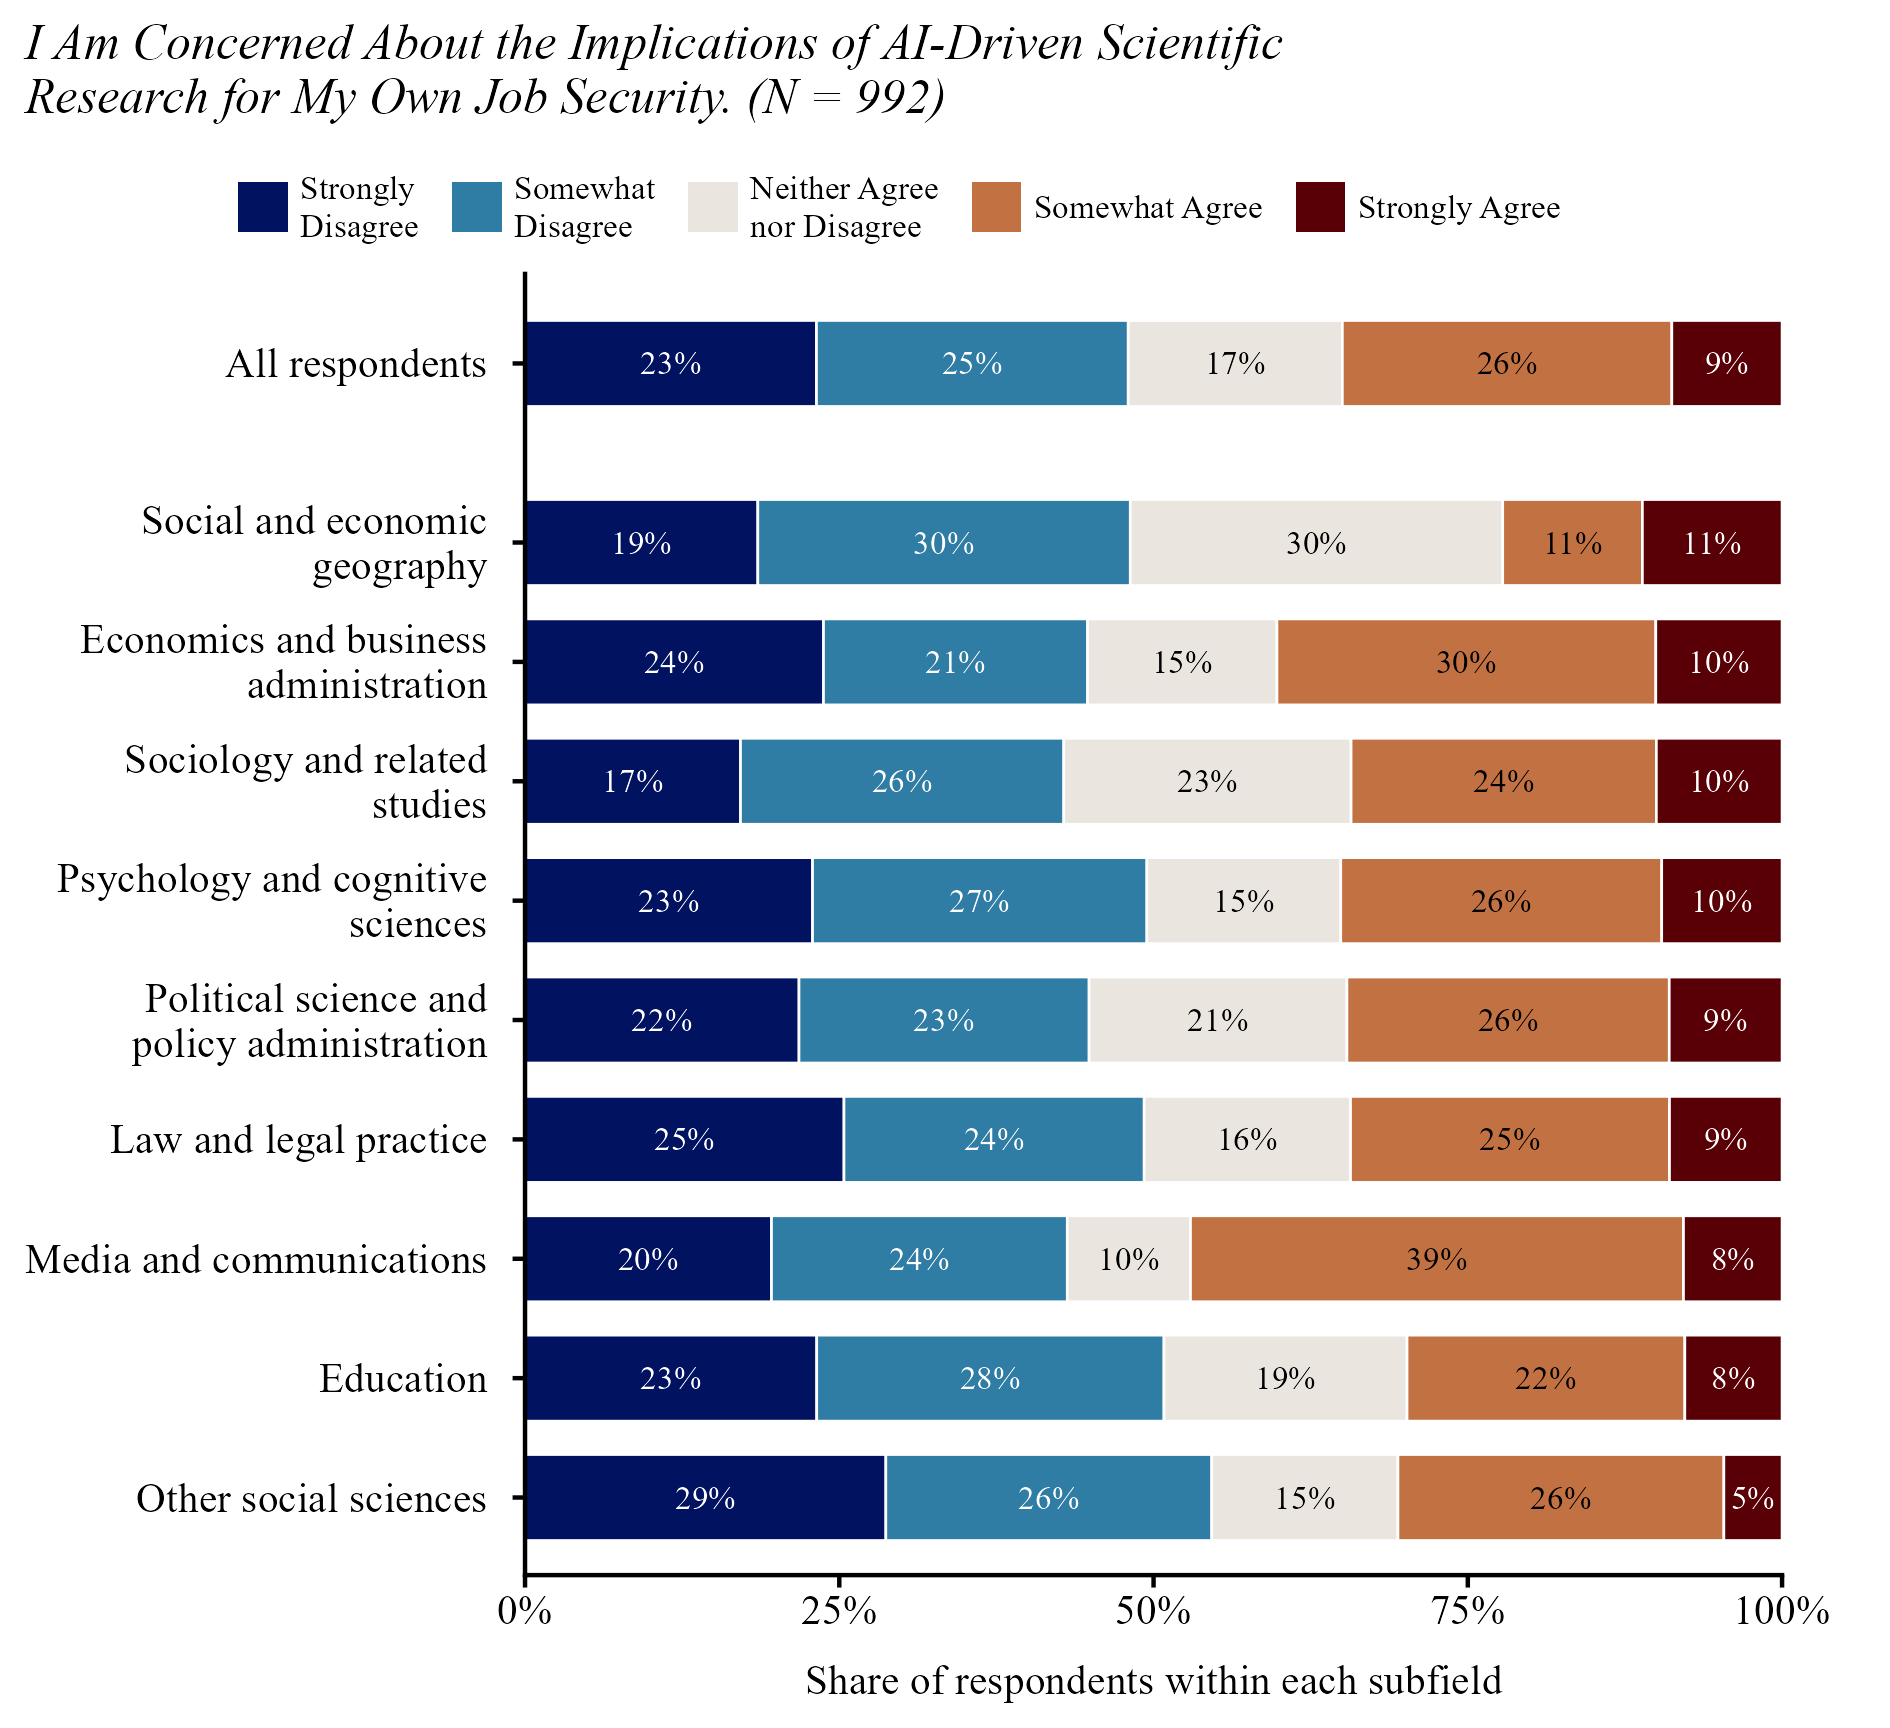 I Am Concerned About the Implications of AI-Driven Scientific
Research for My Own Job Security. (N = 992)
Strongly
Disagree
Somewhat
Disagree
Neither Agree
nor Disagree
Somewhat Agree
Strongly Agree
All respondents
23% 25% 17% 26% 9%
Social and economic
geography
19% 30% 30% 11% 11%
Economics and business
administration
24% 21% 15% 30% 10%
Sociology and related
studies
17% 26% 23% 24% 10%
Psychology and cognitive
sciences
23% 27% 15% 26% 10%
Political science and
policy administration
22% 23% 21% 26% 9%
Law and legal practice
25% 24% 16% 25% 9%
Media and communications
20% 24% 10% 39% 8%
Education
23% 28% 19% 22% 8%
Other social sciences
29% 26% 15% 26% 5%
0% 25% 50% 75% 100%
Share of respondents within each subfield